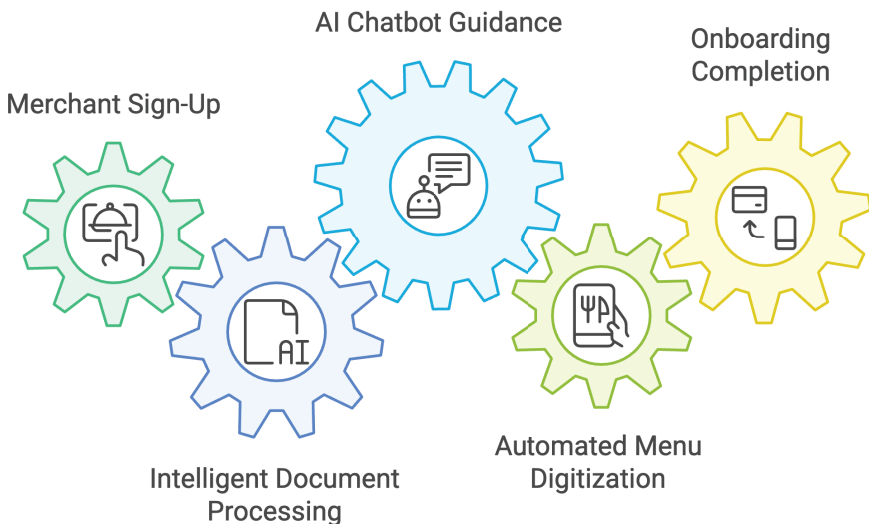 AI Chatbot Guidance
Onboarding
Completion
Merchant Sign-Up
AI
Automated Menu
Digitization
Intelligent Document
Processing